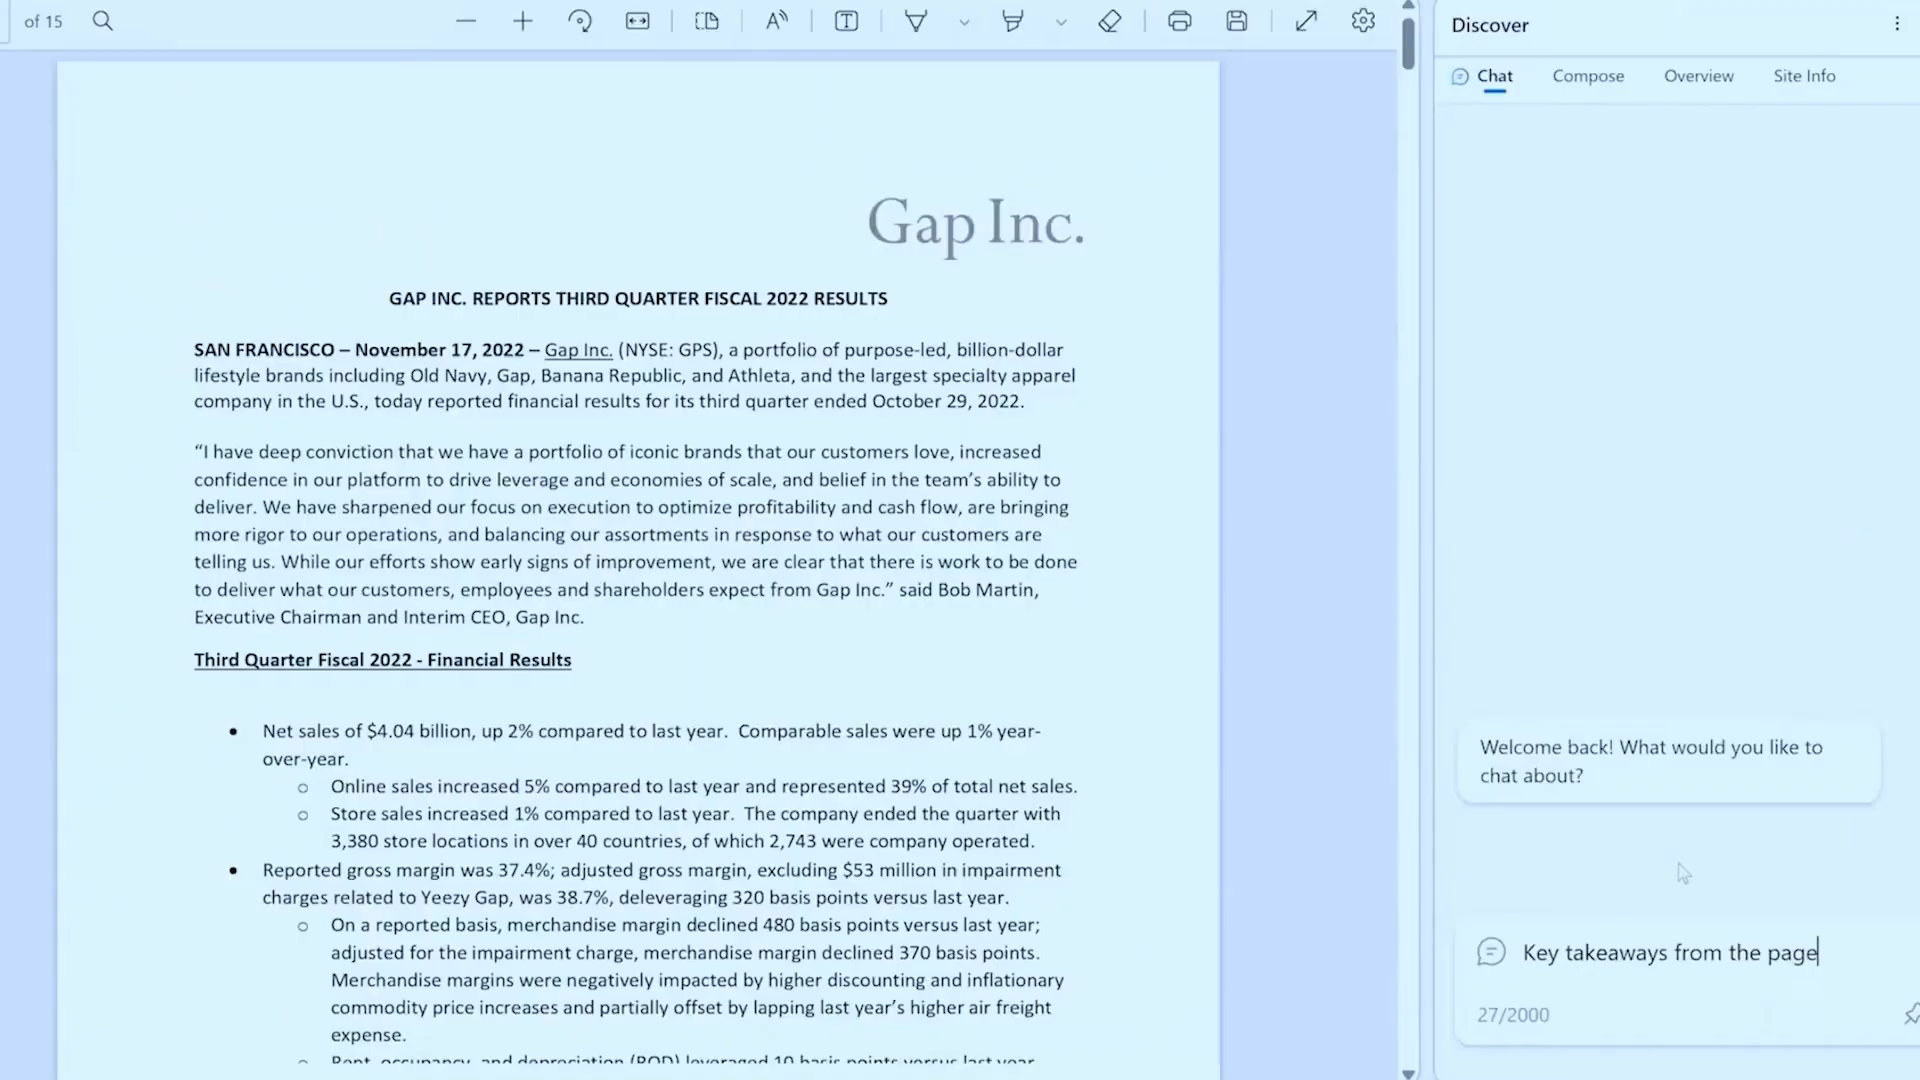 of 15
Gap Inc.
GAP INC. REPORTS THIRD QUARTER FISCAL 2022 RESULTS
SAN FRANCISCO – November 17, 2022 – Gap Inc. (NYSE: GPS), a portfolio of purpose-led, billion-dollar
lifestyle brands including Old Navy, Gap, Banana Republic, and Athleta, and the largest specialty apparel
company in the U.S., today reported financial results for its third quarter ended October 29, 2022.
“I have deep conviction that we have a portfolio of iconic brands that our customers love, increased
confidence in our platform to drive leverage and economies of scale, and belief in the team’s ability to
deliver. We have sharpened our focus on execution to optimize profitability and cash flow, are bringing
more rigor to our operations, and balancing our assortments in response to what our customers are
telling us. While our efforts show early signs of improvement, we are clear that there is work to be done
to deliver what our customers, employees and shareholders expect from Gap Inc.” said Bob Martin,
Executive Chairman and Interim CEO, Gap Inc.
Third Quarter Fiscal 2022 - Financial Results
• Net sales of $4.04 billion, up 2% compared to last year. Comparable sales were up 1% year-
over-year.
o Online sales increased 5% compared to last year and represented 39% of total net sales.
o Store sales increased 1% compared to last year. The company ended the quarter with
3,380 store locations in over 40 countries, of which 2,743 were company operated.
• Reported gross margin was 37.4%; adjusted gross margin, excluding $53 million in impairment
charges related to Yeezy Gap, was 38.7%, deleveraging 320 basis points versus last year.
o On a reported basis, merchandise margin declined 480 basis points versus last year;
adjusted for the impairment charge, merchandise margin declined 370 basis points.
Merchandise margins were negatively impacted by higher discounting and inflationary
commodity price increases and partially offset by lapping last year’s higher air freight
expense.
o Rent, occupancy, and depreciation (ROD) leveraged 10 basis points versus last year
Discover
Chat
Compose
Overview
Site Info
Welcome back! What would you like to
chat about?
Key takeaways from the page
27/2000